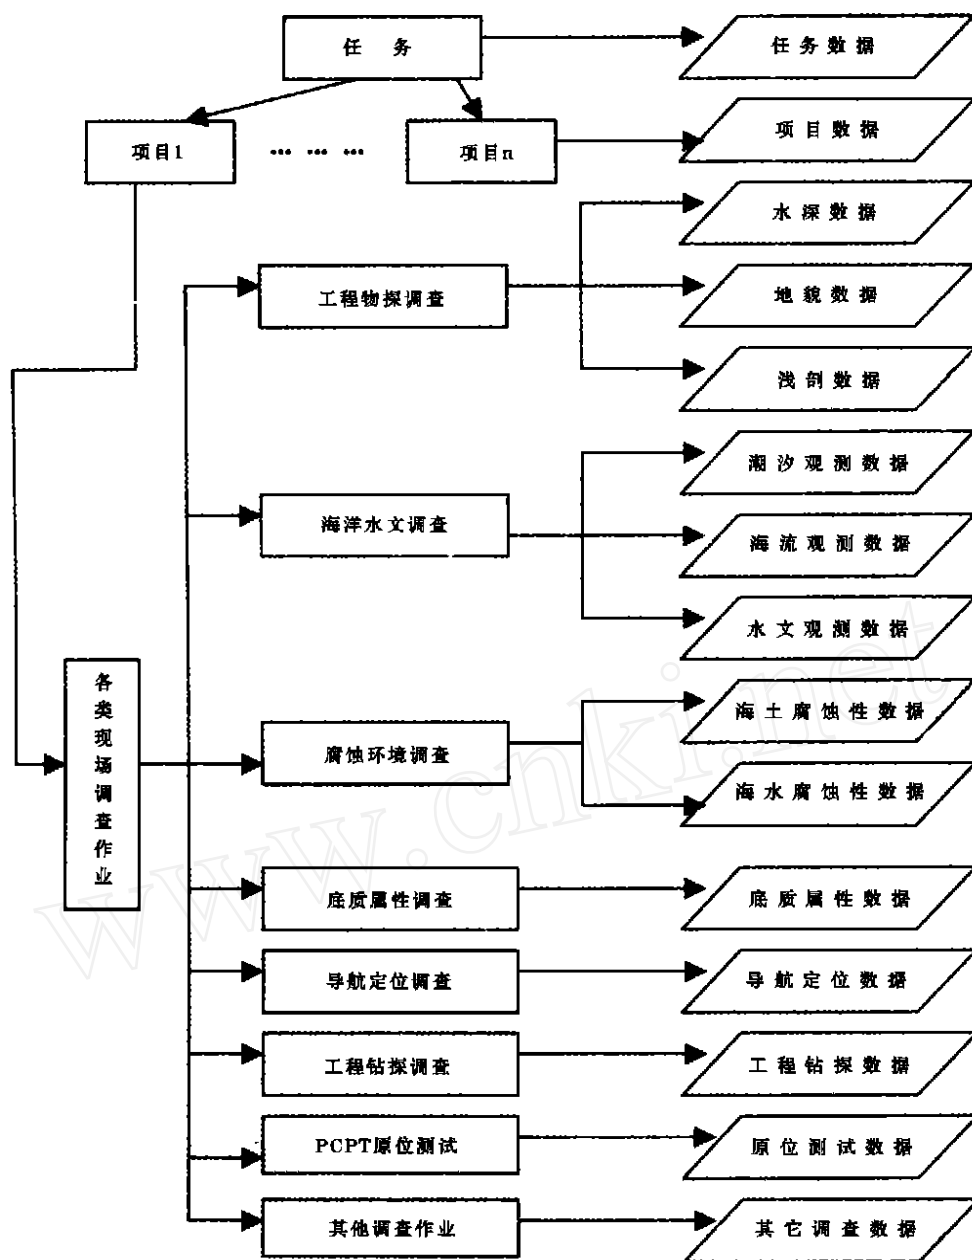 任 务
任务数据
项目1
… … …
项目n
项目数据
水深数据
工程物探调查
地貌数据
浅剖数据
潮汐观测数据
海洋水文调查
海流观测数据
水文观测数据
各类现场调查作业
海土腐蚀性数据
腐蚀环境调查
海水腐蚀性数据
底质属性调查
底质属性数据
导航定位调查
导航定位数据
工程钻探调查
工程钻探数据
PCPT原位测试
原位测试数据
其他调查作业
其它调查数据
www.cnki.net